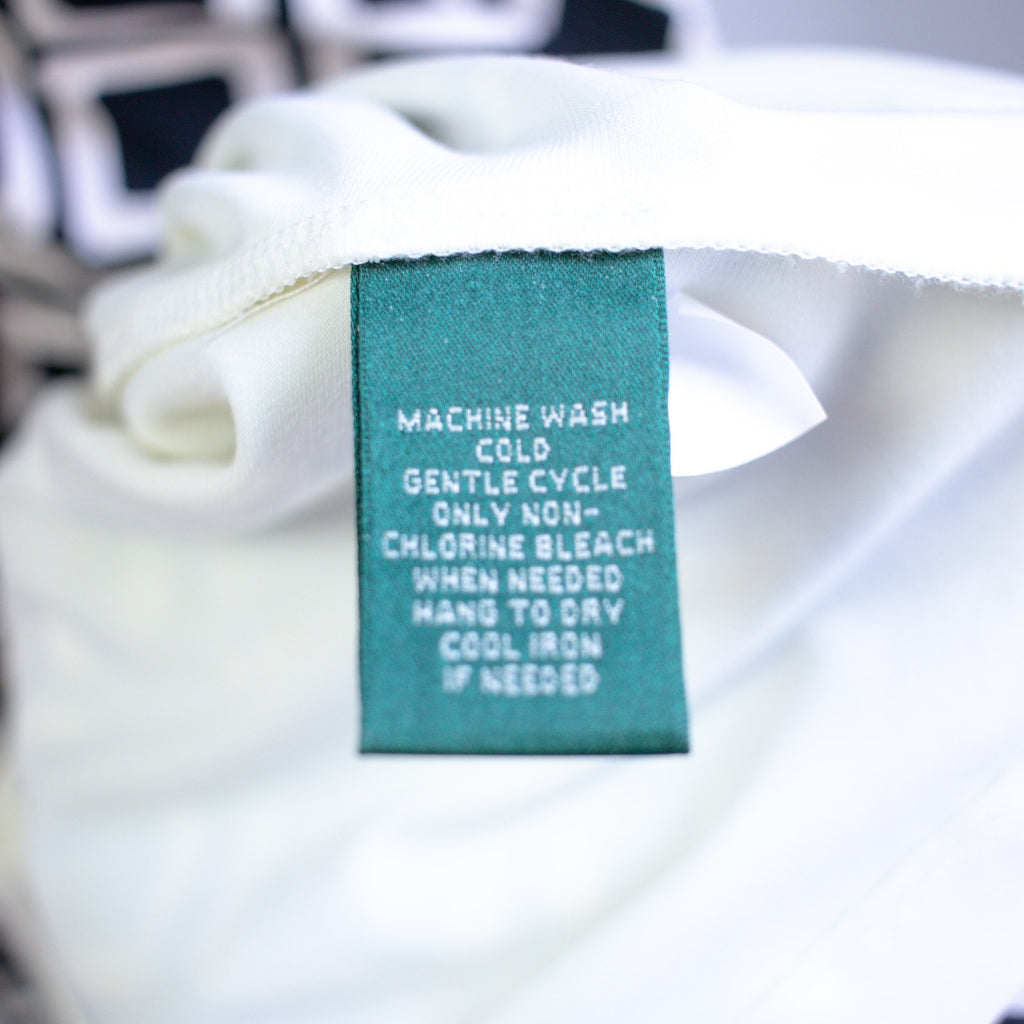 MACHINE WASH
COLD
GENTLE CYCLE
ONLY NON-
CHLORINE BLEACH
WHEN NEEDED
HANG TO DRY
COOL IRON
IF NEEDED